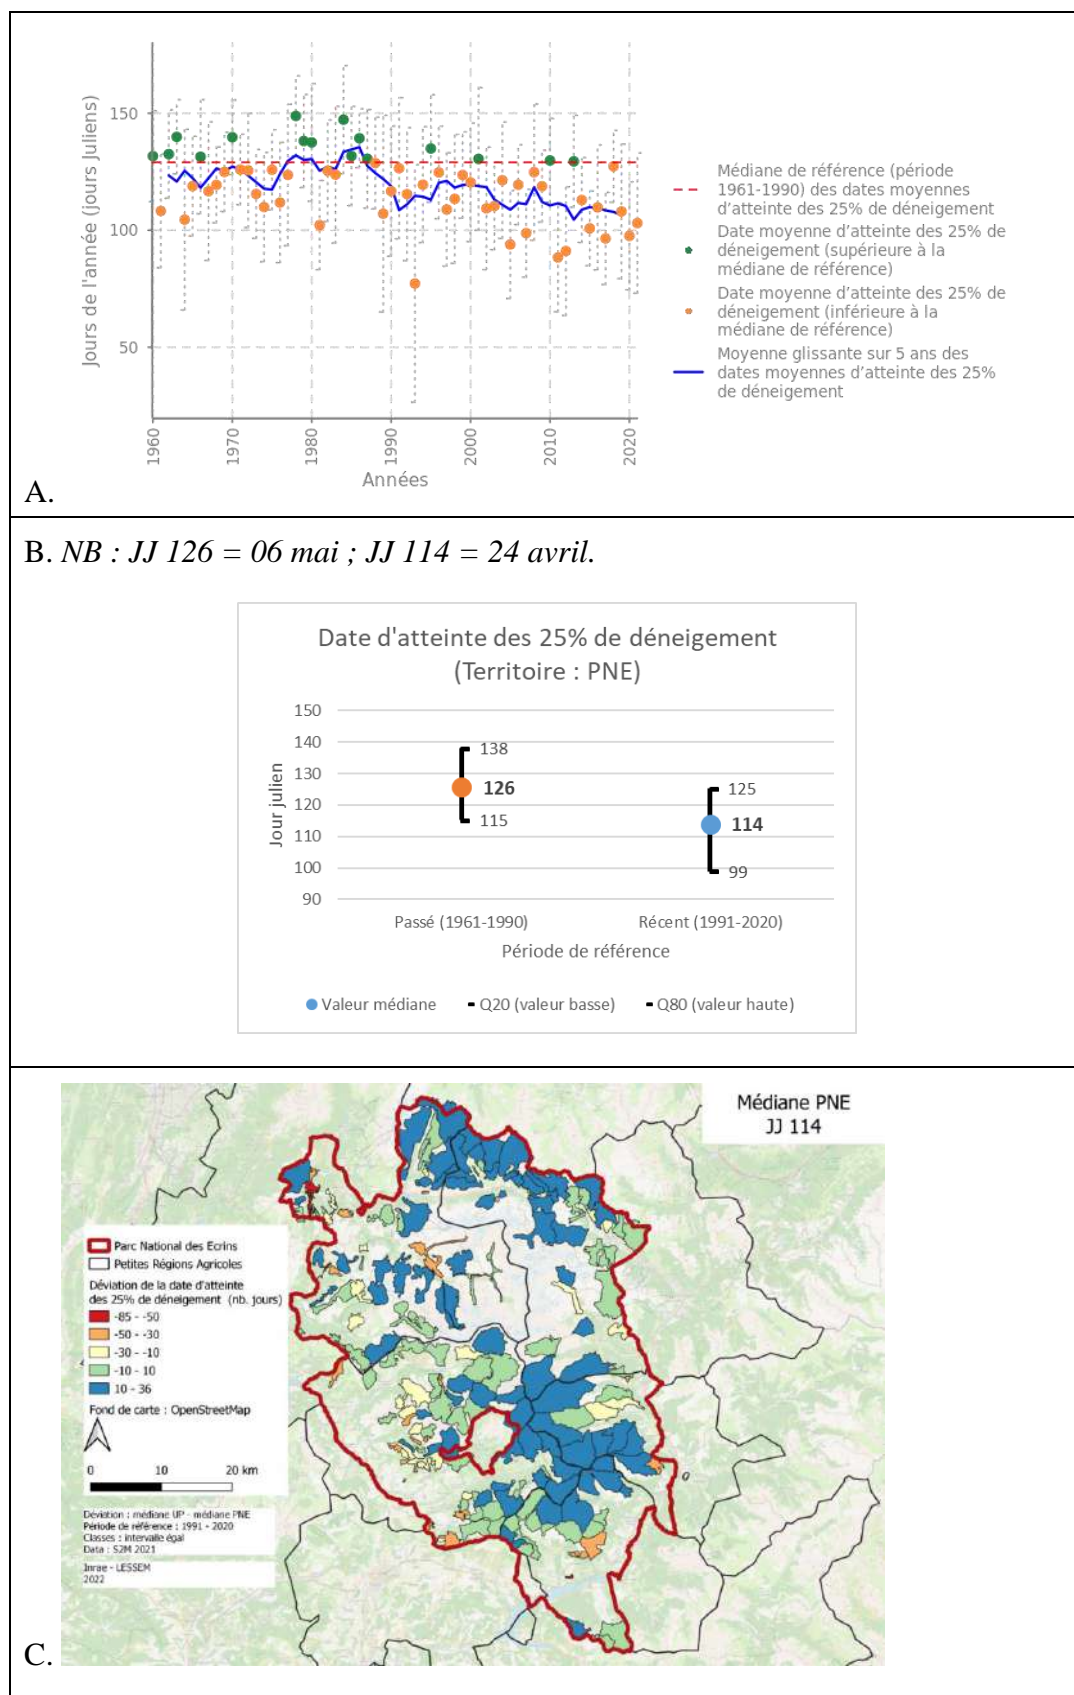 150
100
50
Jours de l'année (jours Juliens)
1960
1970
1980
1990
2000
2010
2020
Années
Médiane de référence (période
1961-1990) des dates moyennes
d'atteinte des 25% de déneigement
Date moyenne d'atteinte des 25% de
déneigement (supérieure à la
médiane de référence)
Date moyenne d'atteinte des 25% de
déneigement (inférieure à la
médiane de référence)
Moyenne glissante sur 5 ans des
dates moyennes d'atteinte des 25%
de déneigement
A.
B. NB : JJ 126 = 06 mai ; JJ 114 = 24 avril.
Date d'atteinte des 25% de déneigement
(Territoire : PNE)
150
140
130
120
110
100
90
Jour julien
138
126
115
125
114
99
Passé (1961-1990)
Récent (1991-2020)
Période de référence
Valeur médiane
Q20 (valeur basse)
Q80 (valeur haute)
Médiane PNE
JJ 114
Parc National des Ecrins
Petites Régions Agricoles
Déviation de la date d'atteinte
des 25% de déneigement (nb. jours)
-85 - -50
-50 - -30
-30 - -10
-10 - 10
10 - 36
Fond de carte : OpenStreetMap
0 10 20 km
Déviation : médiane UP - médiane PNE
Période de référence : 1991 - 2020
Classes : intervalle égal
Data : S2M 2021
Inrae - LESSEM
2022
C.